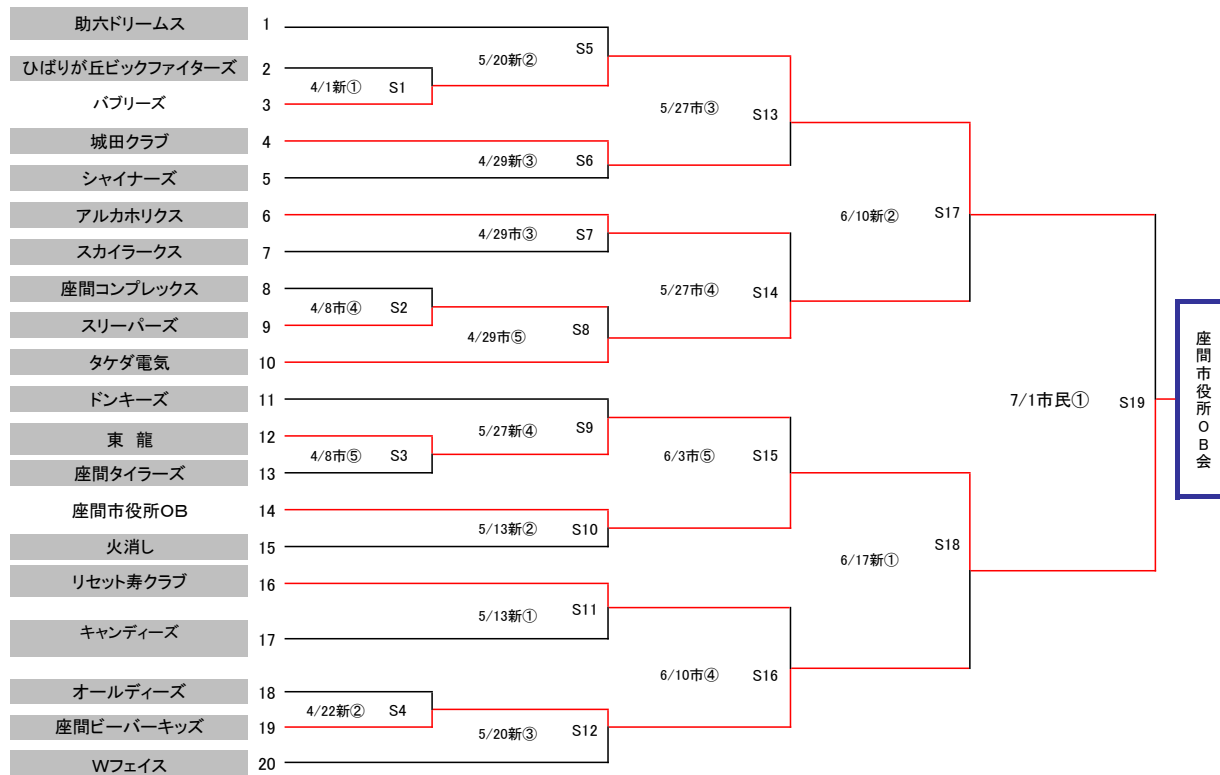 助六ドリームス 1
5/20新② S5
ひばりが丘ビックファイターズ 2
4/1新① S1
バブリーズ 3
5/27市③ S13
城田クラブ 4
4/29新③ S6
シャイナーズ 5
アルカホリクス 6
6/10新② S17
4/29市③ S7
スカイラークス 7
座間コンプレックス 8
5/27市④ S14
4/8市④ S2
スリーパーズ 9
4/29市⑤ S8
タケダ電気 10
ドンキーズ 11
7/1市民① S19
座間市役所OB会
5/27新④ S9
東 龍 12
4/8市⑤ S3
6/3市⑤ S15
座間タイラーズ 13
座間市役所OB 14
5/13新② S10
火消し 15
6/17新① S18
リセット寿クラブ 16
5/13新① S11
キャンディーズ 17
6/10市④ S16
オールディーズ 18
4/22新② S4
座間ビーバーキッズ 19
5/20新③ S12
Wフェイス 20